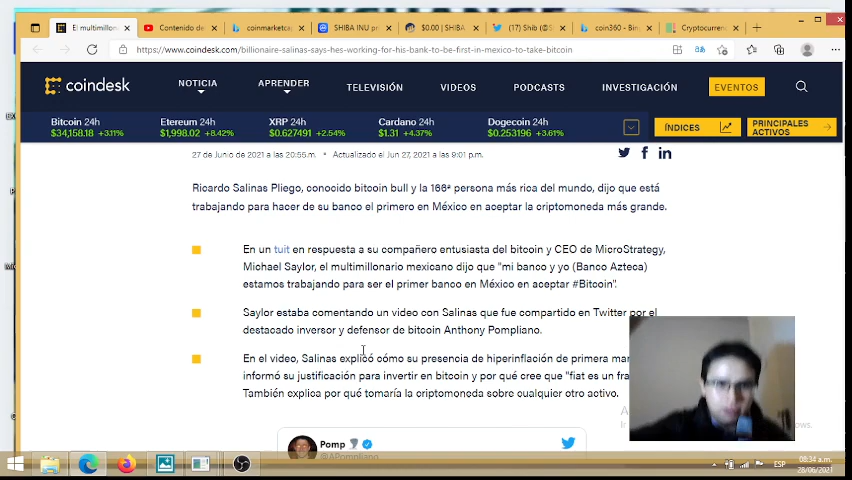 El multimillon
Contenido de
coinmarketca
SHIBA INU pr
$0.00 | SHIBA
(17) Shib (@S
coin360 - Bin
Cryptocurrenc
https://www.coindesk.com/billionaire-salinas-says-hes-working-for-his-bank-to-be-first-in-mexico-to-take-bitcoin
coindesk
NOTICIA
APRENDER
TELEVISIÓN
VIDEOS
PODCASTS
INVESTIGACIÓN
EVENTOS
Bitcoin 24h
$34,158.18 +3.11%
Etereum 24h
$1,998.02 +8.42%
XRP 24h
$0.627491 +2.54%
Cardano 24h
$1.31 +4.37%
Dogecoin 24h
$0.253196 +3.61%
ÍNDICES
PRINCIPALES
ACTIVOS
27 de Junio de 2021 a las 20:55.m. • Actualizado el Jun 27, 2021 a las 9:01 p.m.
Ricardo Salinas Pliego, conocido bitcoin bull y la 166ª persona más rica del mundo, dijo que está
trabajando para hacer de su banco el primero en México en aceptar la criptomoneda más grande.
En un tuit en respuesta a su compañero entusiasta del bitcoin y CEO de MicroStrategy,
Michael Saylor, el multimillonario mexicano dijo que "mi banco y yo (Banco Azteca)
estamos trabajando para ser el primer banco en México en aceptar #Bitcoin".
Saylor estaba comentando un video con Salinas que fue compartido en Twitter por el
destacado inversor y defensor de bitcoin Anthony Pompliano.
En el video, Salinas explicó cómo su presencia de hiperinflación de primera
informó su justificación para invertir en bitcoin y por qué cree que "fiat es un
También explica por qué tomaría la criptomoneda sobre cualquier otro activo.
Pomp
@APompliano
ESP
08:34 a.m.
28/06/2021